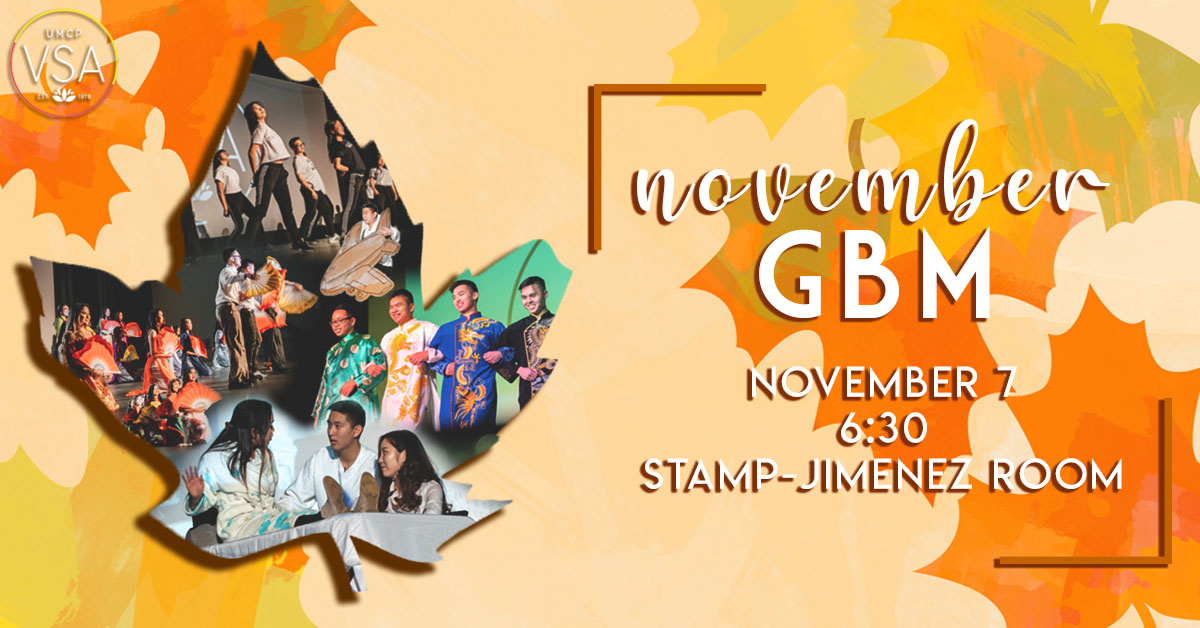 UMCP
VSA
EST. 1978
november
GBM
NOVEMBER 7
6:30
STAMP-JIMENEZ ROOM